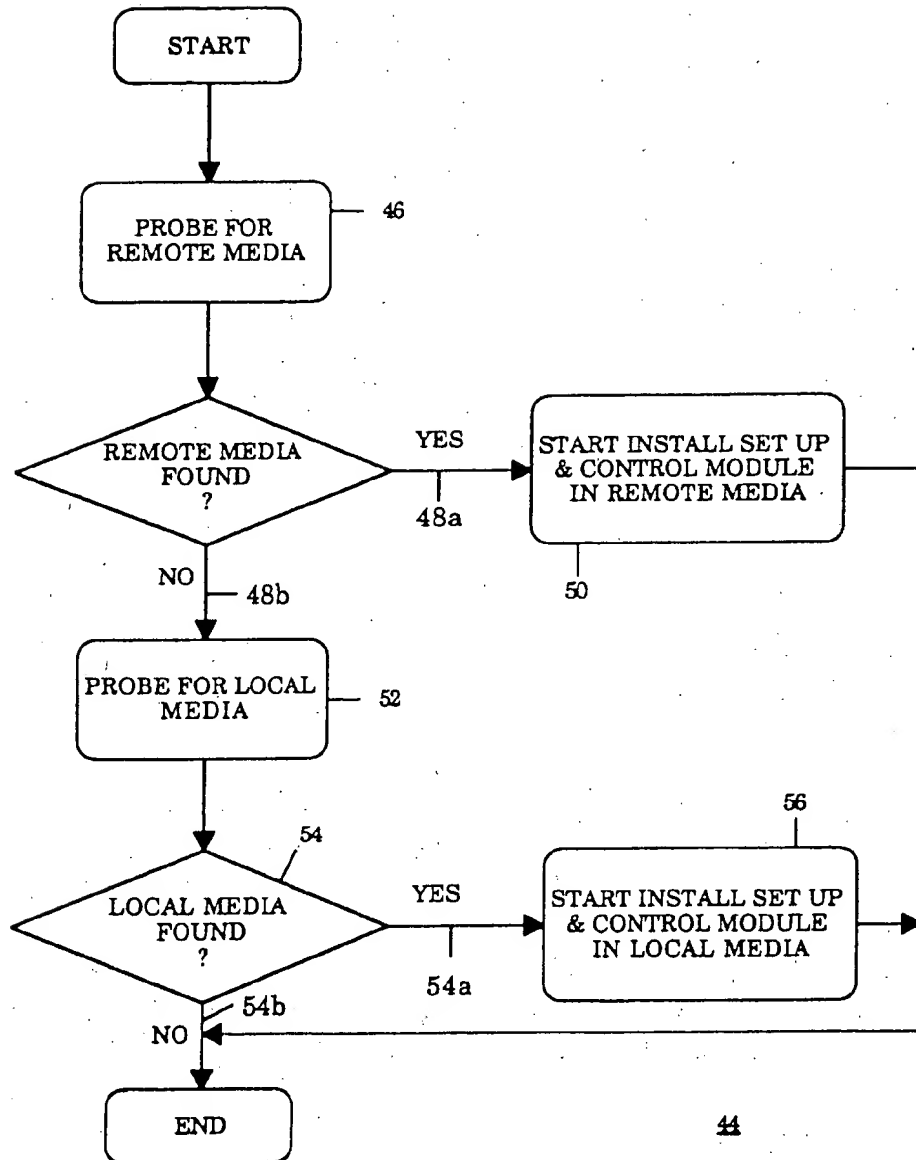 START
PROBE FOR
REMOTE MEDIA
46
REMOTE MEDIA
FOUND
?
YES
48a
START INSTALL SET UP
& CONTROL MODULE
IN REMOTE MEDIA
50
NO
48b
PROBE FOR LOCAL
MEDIA
52
54
LOCAL MEDIA
FOUND
?
YES
54a
56
START INSTALL SET UP
& CONTROL MODULE
IN LOCAL MEDIA
54b
NO
END
44